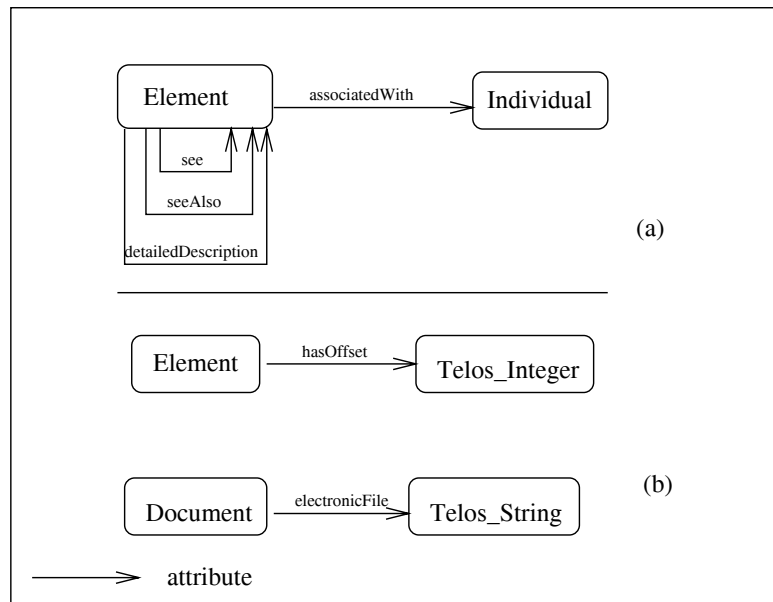 Element
associatedWith
Individual
see
seeAlso
detailedDescription
(a)
Element
hasOffset
Telos_Integer
Document
electronicFile
Telos_String
(b)
attribute